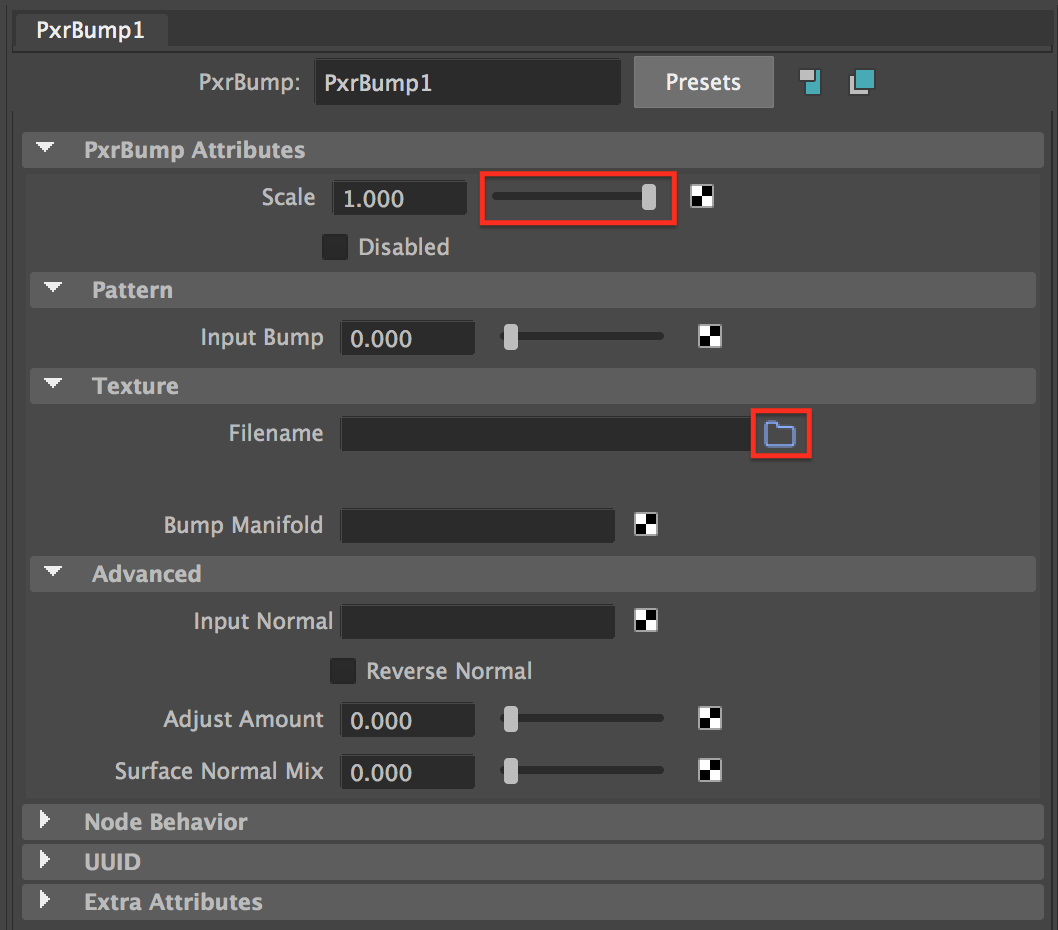 PxrBump1
PxrBump: PxrBump1 Presets
PxrBump Attributes
Scale 1.000
Disabled
Pattern
Input Bump 0.000
Texture
Filename
Bump Manifold
Advanced
Input Normal
Reverse Normal
Adjust Amount 0.000
Surface Normal Mix 0.000
Node Behavior
UUID
Extra Attributes